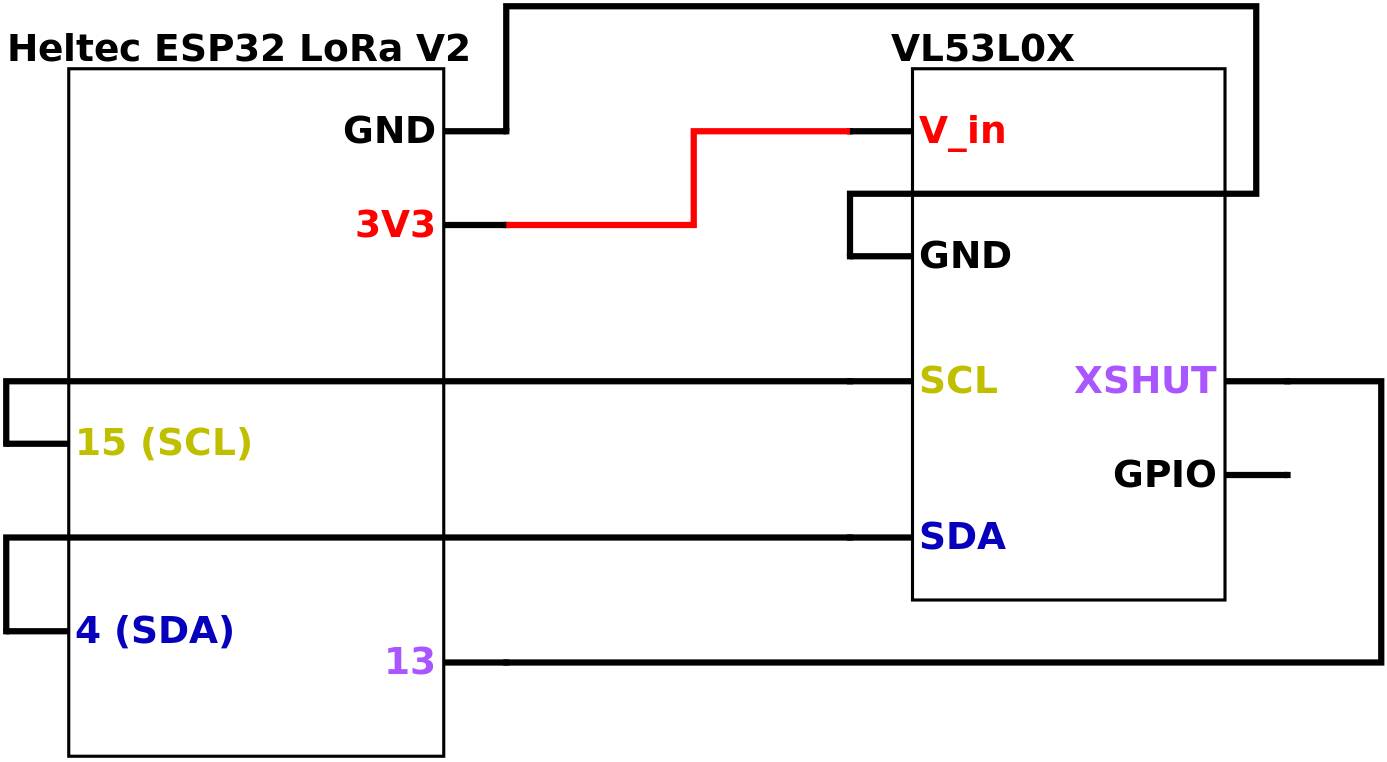 Heltec ESP32 LoRa V2
GND
3V3
15 (SCL)
4 (SDA)
13
VL53L0X
V_in
GND
SCL
XSHUT
GPIO
SDA